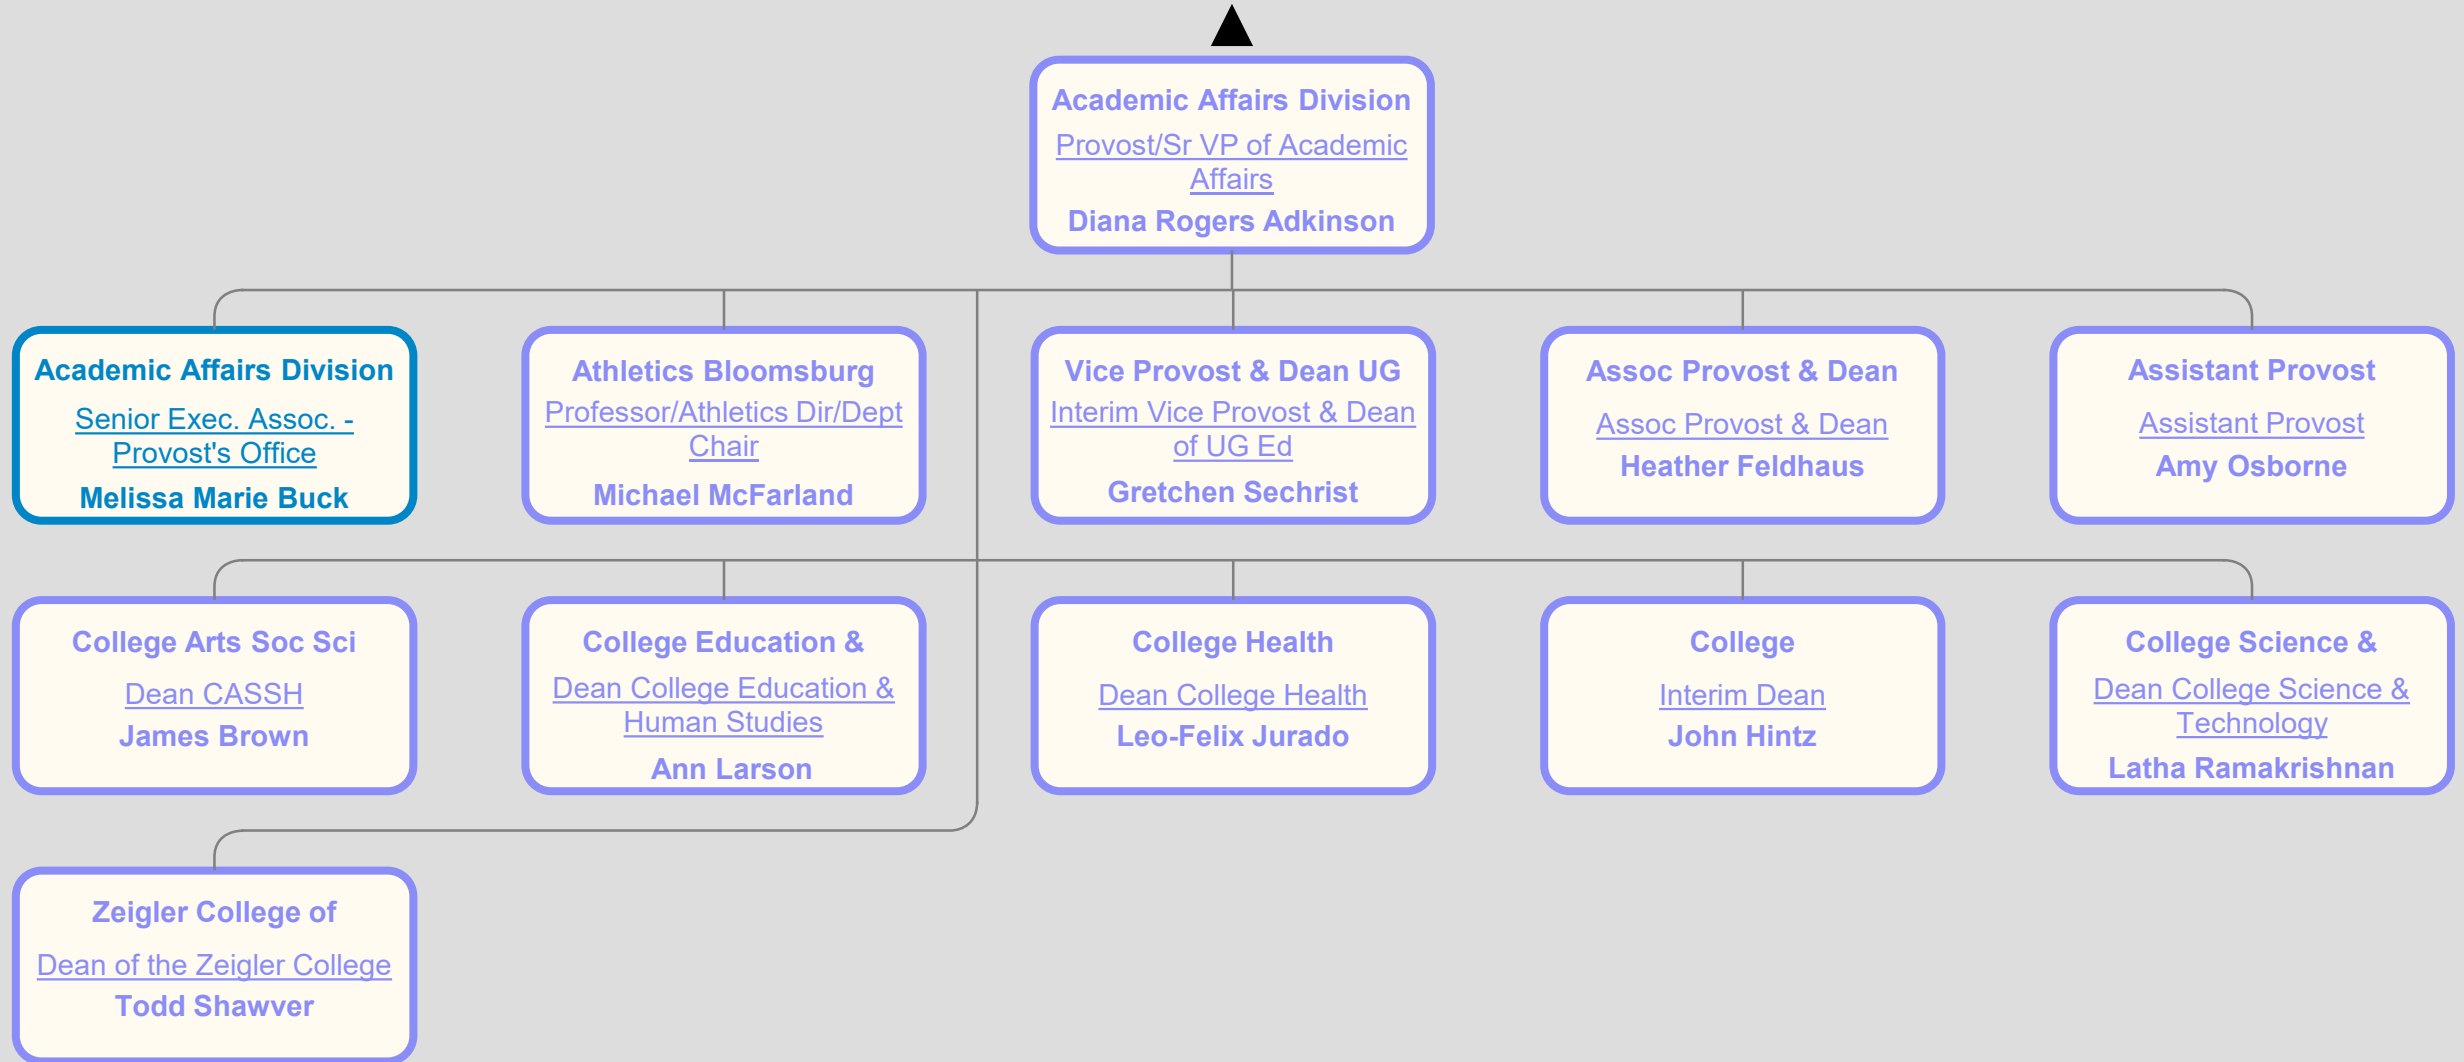 Academic Affairs Division
Provost/Sr VP of Academic
Affairs
Diana Rogers Adkinson
Academic Affairs Division
Senior Exec. Assoc. -
Provost's Office
Melissa Marie Buck
Athletics Bloomsburg
Professor/Athletics Dir/Dept
Chair
Michael McFarland
Vice Provost & Dean UG
Interim Vice Provost & Dean
of UG Ed
Gretchen Sechrist
Assoc Provost & Dean
Assoc Provost & Dean
Heather Feldhaus
Assistant Provost
Assistant Provost
Amy Osborne
College Arts Soc Sci
Dean CASSH
James Brown
College Education &
Dean College Education &
Human Studies
Ann Larson
College Health
Dean College Health
Leo-Felix Jurado
College
Interim Dean
John Hintz
College Science &
Dean College Science &
Technology
Latha Ramakrishnan
Zeigler College of
Dean of the Zeigler College
Todd Shawver